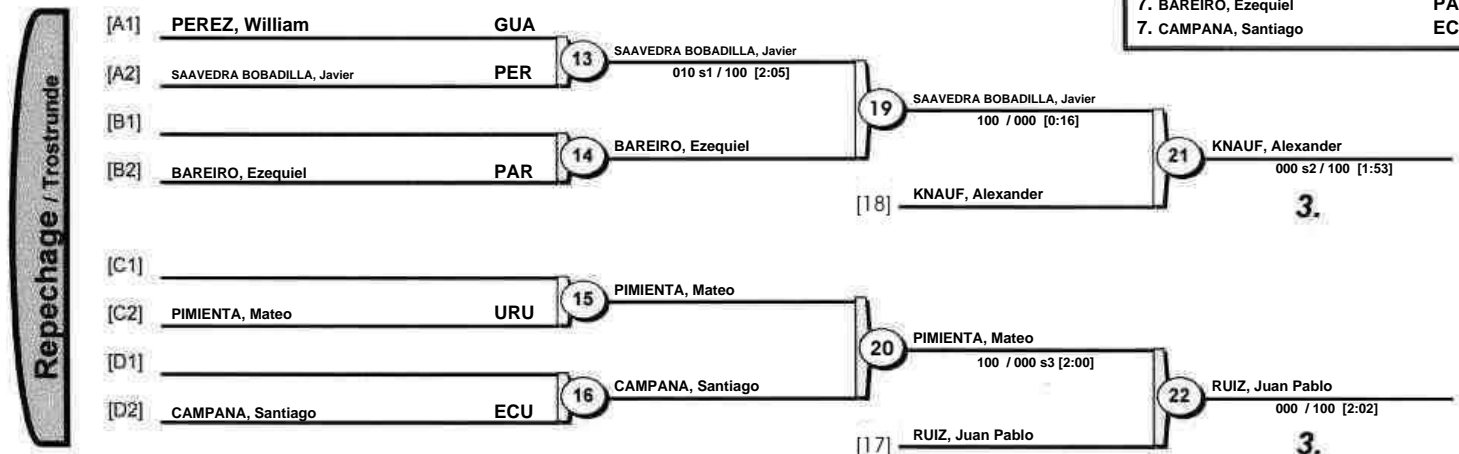 7. BAREIRO, Ezequiel PA
7. CAMPANA, Santiago EC
Repechage / Trostrunde
[A1] PEREZ, William GUA
[A2] SAAVEDRA BOBADILLA, Javier PER
13 SAAVEDRA BOBADILLA, Javier
010 s1 / 100 [2:05]
[B1]
[B2] BAREIRO, Ezequiel PAR
14 BAREIRO, Ezequiel
19 SAAVEDRA BOBADILLA, Javier
100 / 000 [0:16]
[18] KNAUF, Alexander
21 KNAUF, Alexander
000 s2 / 100 [1:53]
3.
[C1]
[C2] PIMIENTA, Mateo URU
15 PIMIENTA, Mateo
[D1]
[D2] CAMPANA, Santiago ECU
16 CAMPANA, Santiago
20 PIMIENTA, Mateo
100 / 000 s3 [2:00]
[17] RUIZ, Juan Pablo
22 RUIZ, Juan Pablo
000 / 100 [2:02]
3.